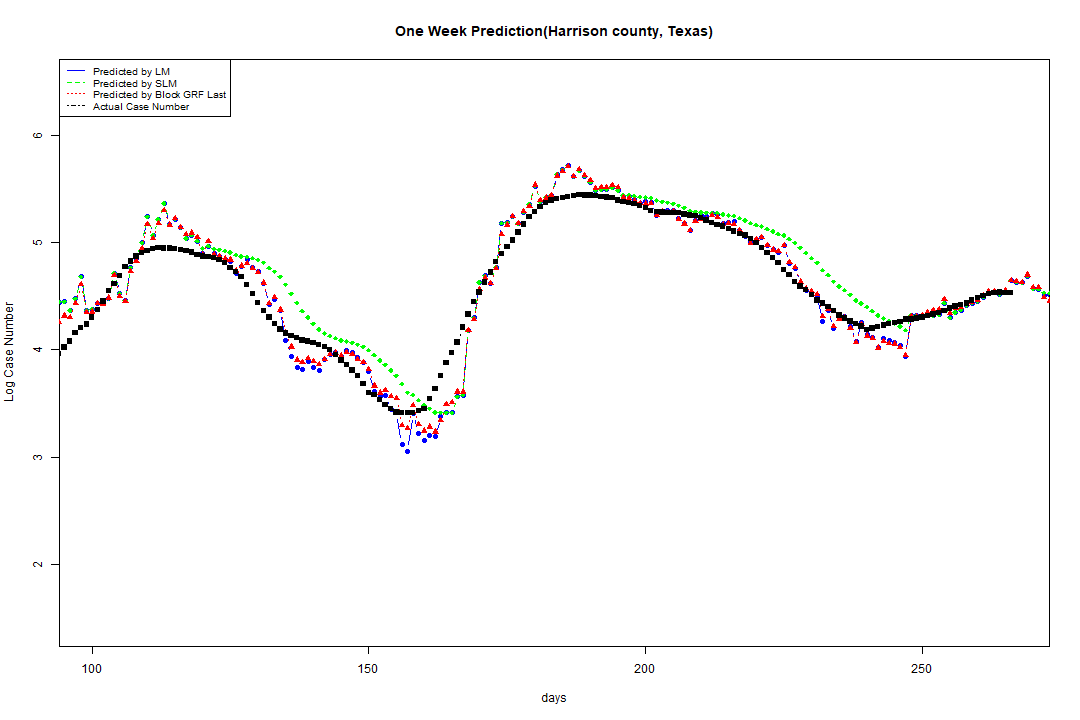 One Week Prediction(Harrison county, Texas)
Predicted by LM
Predicted by SLM
Predicted by Block GRF Last
Actual Case Number
6
5
4
3
2
Log Case Number
100
150
200
250
days